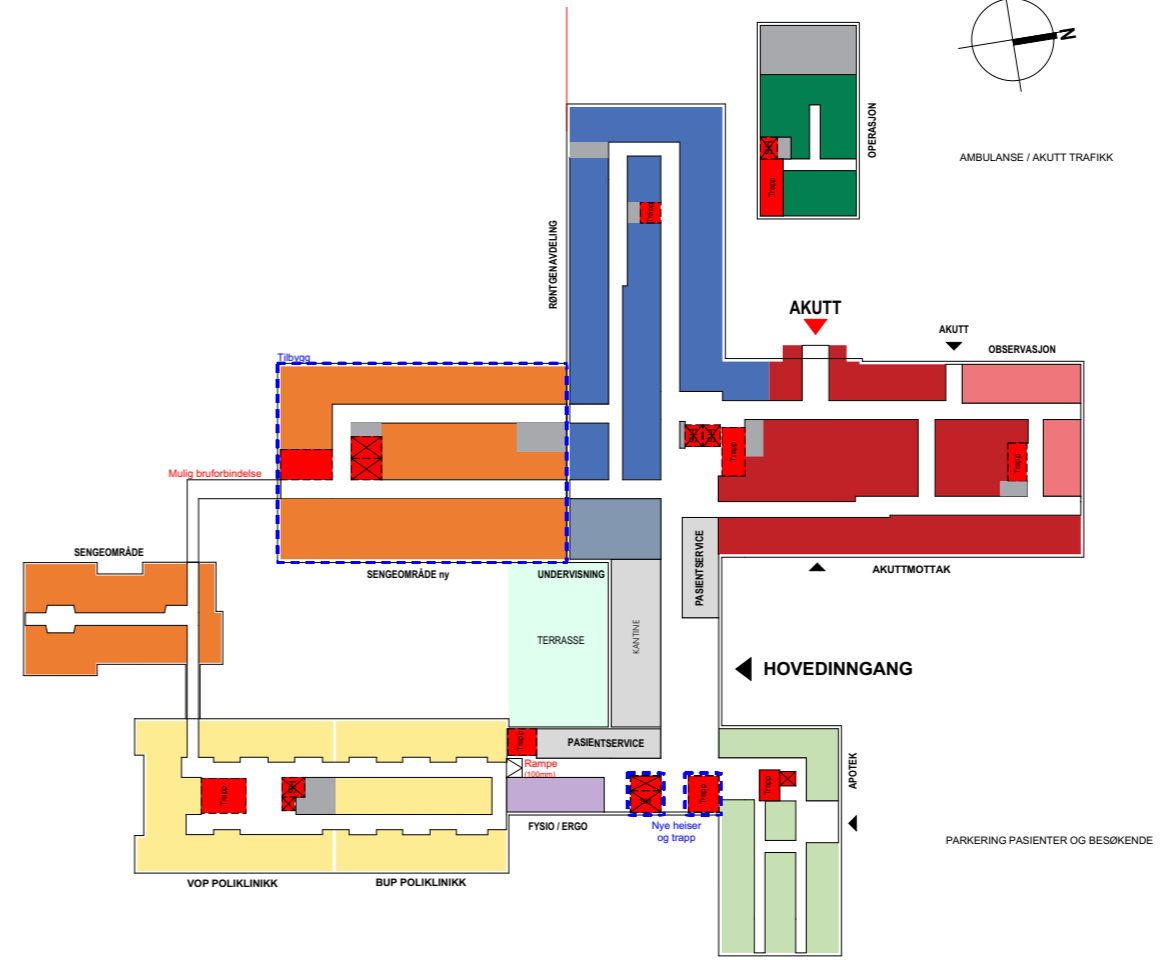 N
OPERASJON
AMBULANSE / AKUTT TRAFIKK
Trapp
Trapp
RØNTGENAVDELING
AKUTT
AKUTT
OBSERVASJON
Tilbygg
Trapp
Trapp
Mulig bruforbindelse
SENGEOMRÅDE
SENGEOMRÅDE ny
UNDERVISNING
PASIENTSERVICE
AKUTTMOTTAK
TERRASSE
KANTINE
HOVEDINNGANG
Trapp
PASIENTSERVICE
Rampe
(100mm)
Trapp
Trapp
Trapp
APOTEK
FYSIO / ERGO
Nye heiser
og trapp
PARKERING PASIENTER OG BESØKENDE
VOP POLIKLINIKK
BUP POLIKLINIKK